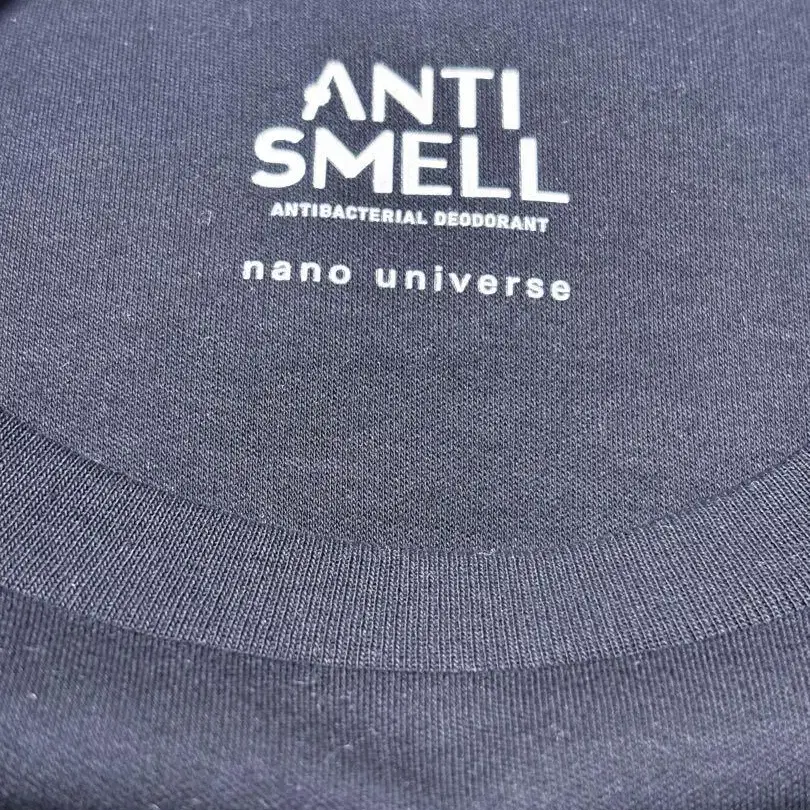 ANTI
SMELL
ANTIBACTERIAL DEODORANT
nano universe